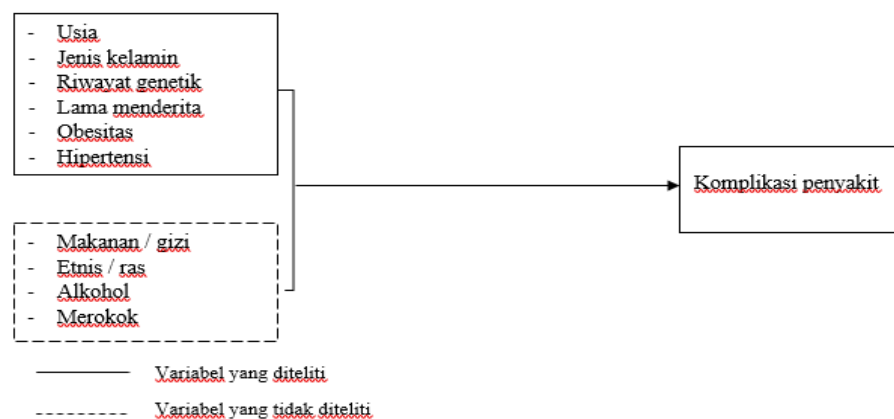 - Usia
- Jenis kelamin
- Riwayat genetik
- Lama menderita
- Obesitas
- Hipertensi
Komplikasi penyakit
- Makanan / gizi
- Etnis / ras
- Alkohol
- Merokok
Variabel yang diteliti
Variabel yang tidak diteliti